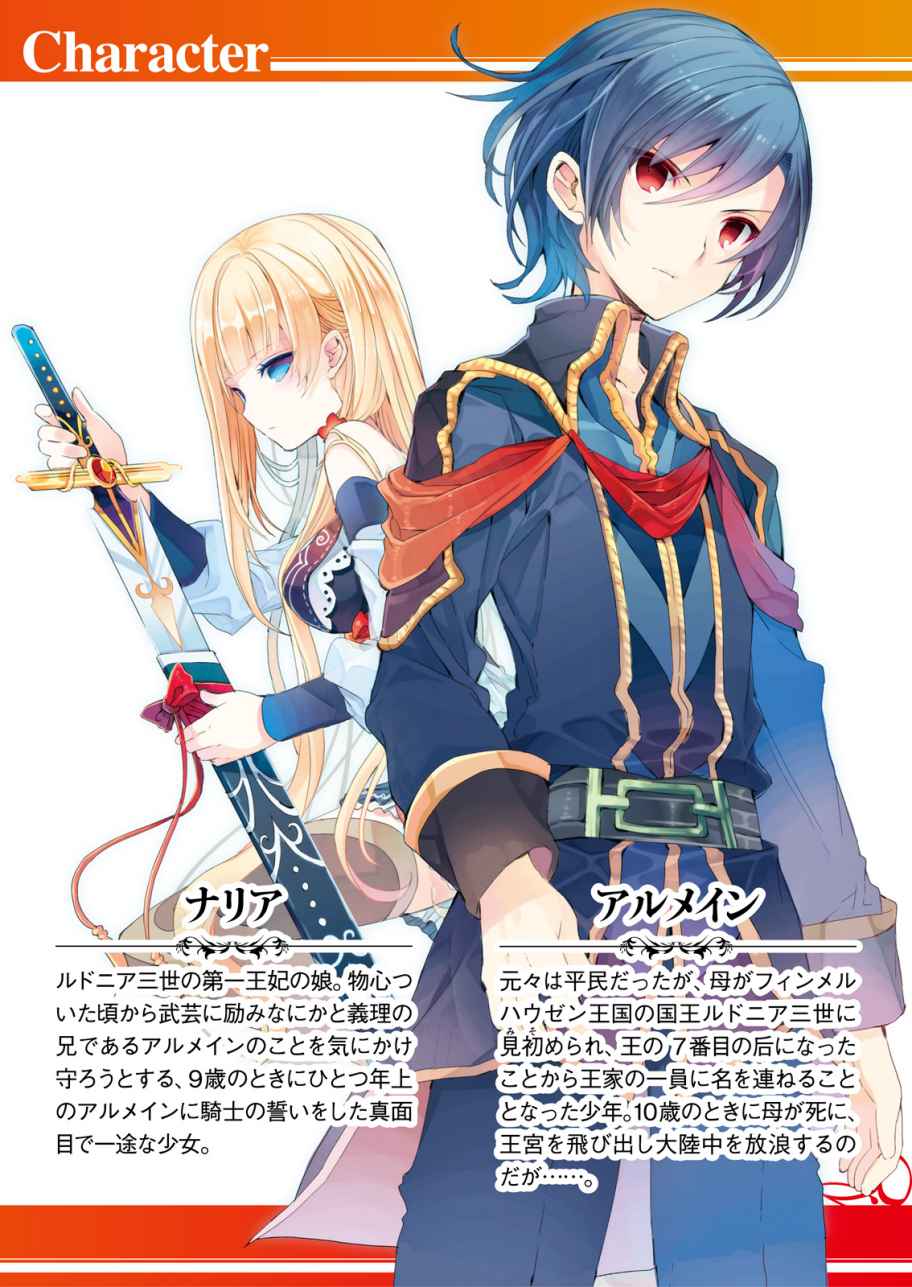 Character
ナリア
ルドニア三世の第一王妃の娘。物心つ
いた頃から武芸に励みなにかと義理の
兄であるアルメインのことを気にかけ
守ろうとする、9歳のときにひとつ年上
のアルメインに騎士の誓いをした真面
目で一途な少女。
アルメイン
元々は平民だったが、母がフィンメル
ハウゼン王国の国王ルドニア三世に
見初められ、王の7番目の后になった
ことから王家の一員に名を連ねること
となった少年。10歳のときに母が死に、
王宮を飛び出し大陸中を放浪するの
だが……。